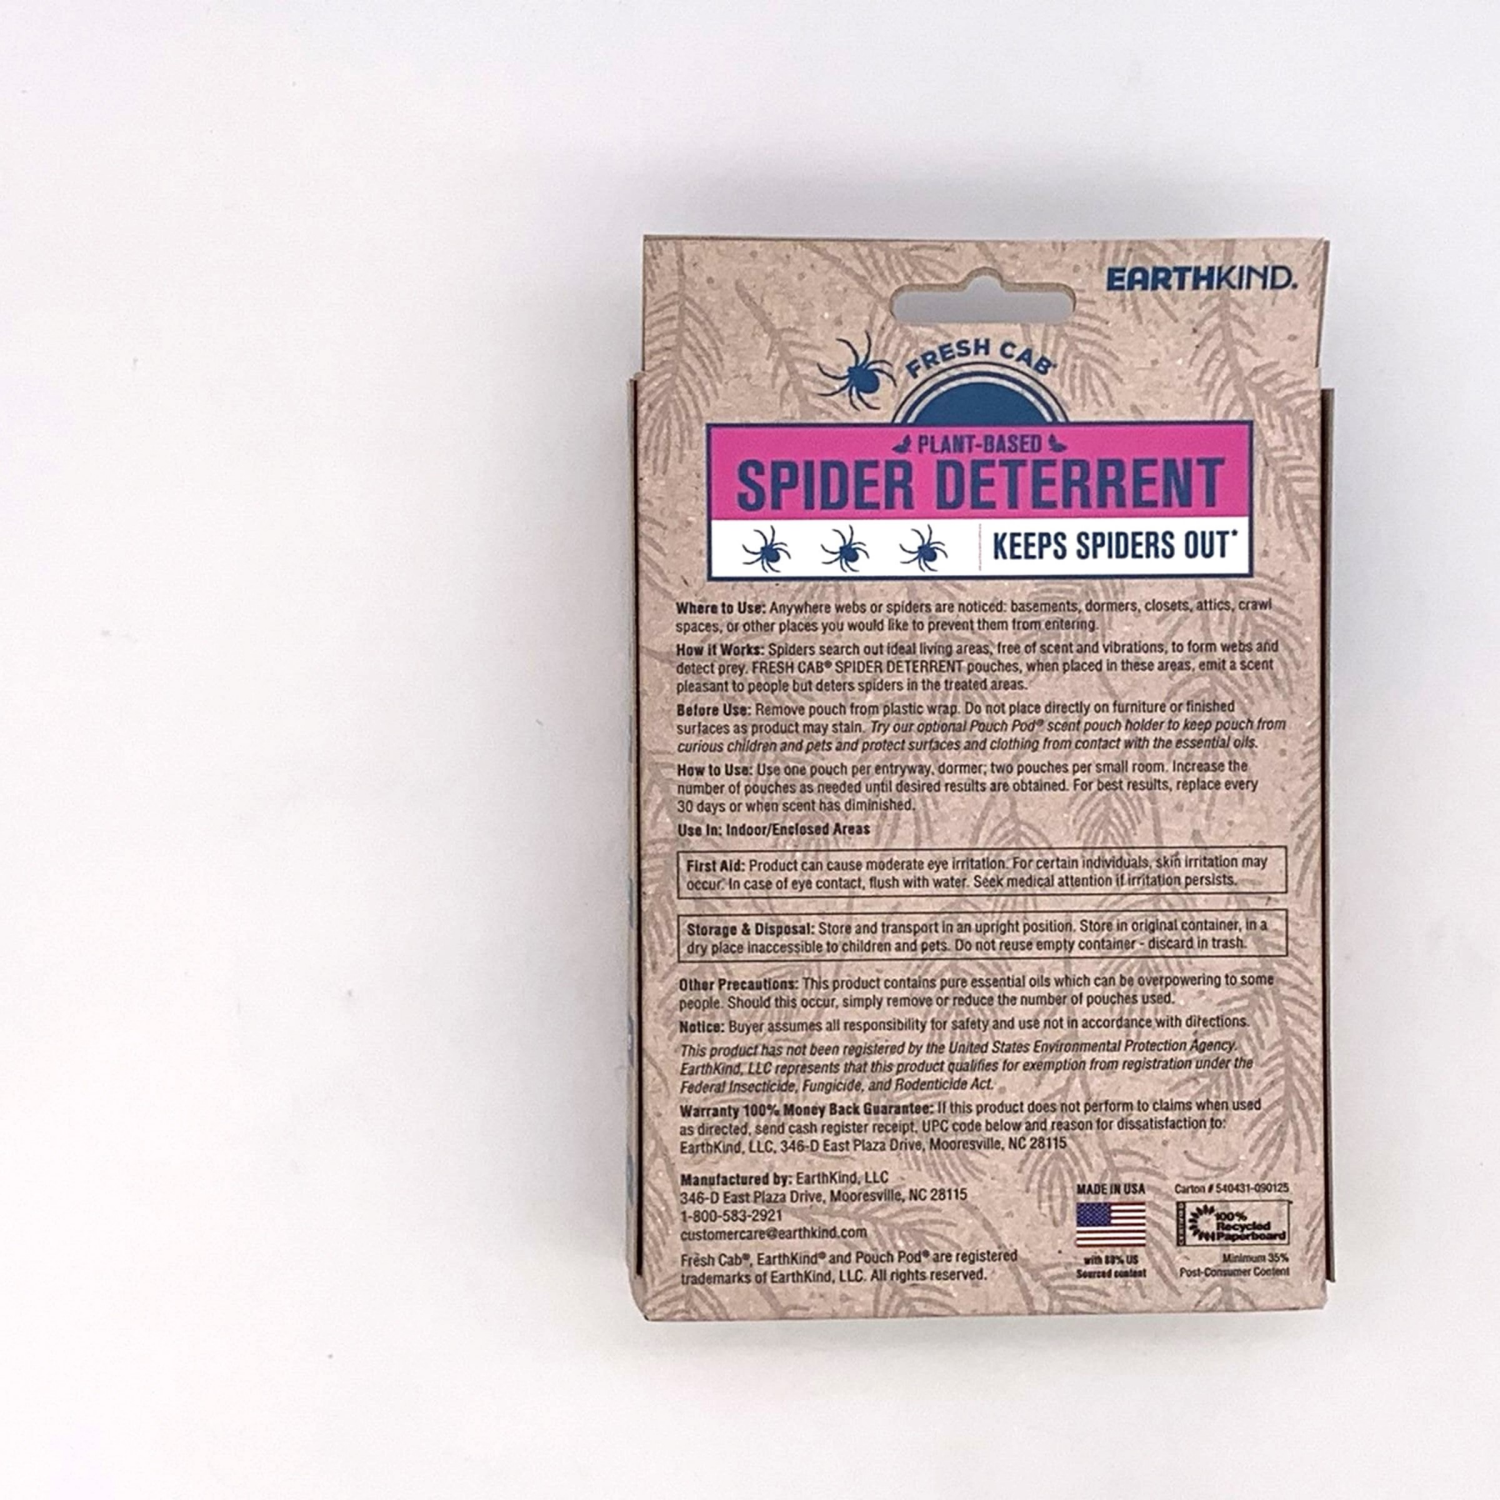 EARTHKIND.
FRESH CAB®
PLANT-BASED
SPIDER DETERRENT
KEEPS SPIDERS OUT*
Where to Use: Anywhere webs or spiders are noticed: basements, dormers, closets, attics, crawl
spaces, or other places you would like to prevent them from entering.
How it Works: Spiders search out ideal living areas, free of scent and vibrations, to form webs and
detect prey. FRESH CAB® SPIDER DETERRENT pouches, when placed in these areas, emit a scent
pleasant to people but deters spiders in the treated areas.
Before Use: Remove pouch from plastic wrap. Do not place directly on furniture or finished
surfaces as product may stain. Try our optional Pouch Pod® scent pouch holder to keep pouch from
curious children and pets and protect surfaces and clothing from contact with the essential oils.
How to Use: Use one pouch per entryway, dormer; two pouches per small room. Increase the
number of pouches as needed until desired results are obtained. For best results, replace every
30 days or when scent has diminished.
Use In: Indoor/Enclosed Areas
First Aid: Product can cause moderate eye irritation. For certain individuals, skin irritation may
occur. In case of eye contact, flush with water. Seek medical attention if irritation persists.
Storage & Disposal: Store and transport in an upright position. Store in original container, in a
dry place inaccessible to children and pets. Do not reuse empty container - discard in trash.
Other Precautions: This product contains pure essential oils which can be overpowering to some
people. Should this occur, simply remove or reduce the number of pouches used.
Notice: Buyer assumes all responsibility for safety and use not in accordance with directions.
This product has not been registered by the United States Environmental Protection Agency.
EarthKind, LLC represents that this product qualifies for exemption from registration under the
Federal Insecticide, Fungicide, and Rodenticide Act.
Warranty 100% Money Back Guarantee: If this product does not perform to claims when used
as directed, send cash register receipt, UPC code below and reason for dissatisfaction to:
EarthKind, LLC, 346-D East Plaza Drive, Mooresville, NC 28115
Manufactured by: EarthKind, LLC
346-D East Plaza Drive, Mooresville, NC 28115
1-800-583-2921
customercare@earthkind.com
Fresh Cab®, EarthKind® and Pouch Pod® are registered
trademarks of EarthKind, LLC. All rights reserved.
MADE IN USA
with 88% US
Sourced content
Carton # 540431-090125
100%
Recycled
Paperboard
Minimum 35%
Post-Consumer Content